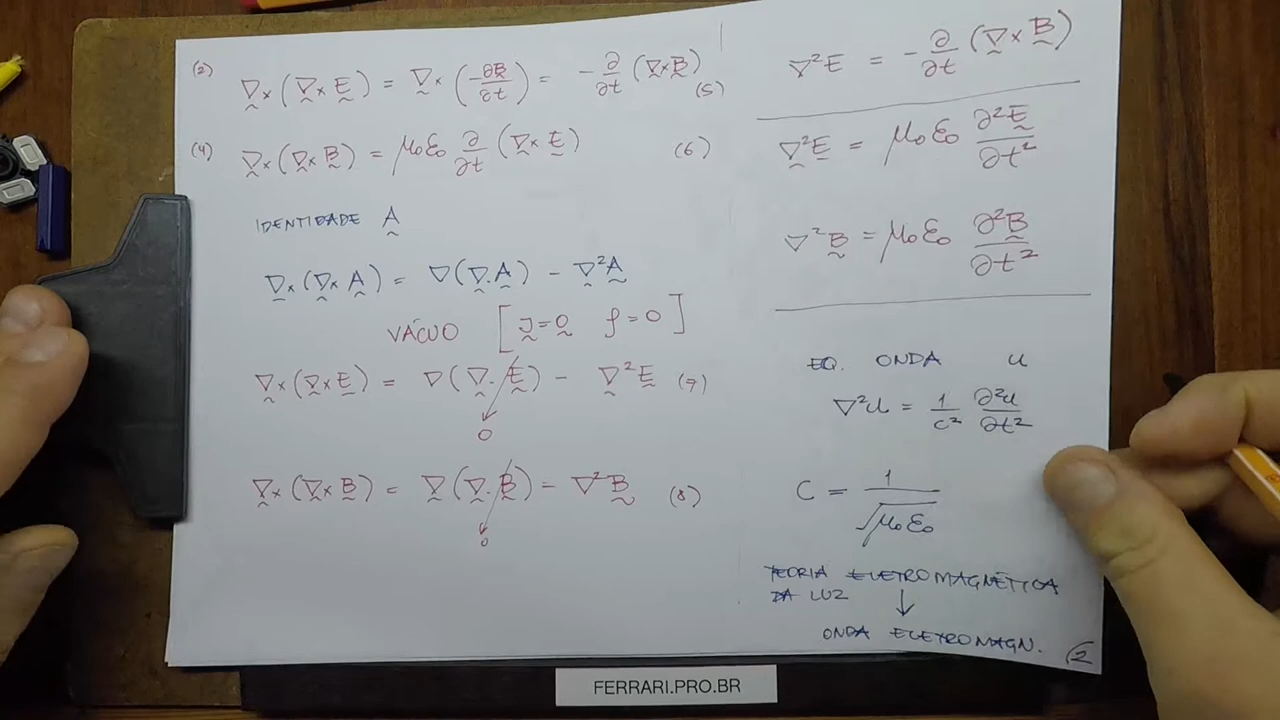 (2) ∇×(∇×E) = ∇×(-∂B/∂t) = -∂/∂t (∇×B) (5)
(4) ∇×(∇×B) = μ₀ε₀ ∂/∂t (∇×E) (6)
IDENTIDADE A
∇×(∇×A) = ∇(∇.A) - ∇²A
VÁCUO [J=0 ρ=0]
∇×(∇×E) = ∇(∇.E) - ∇²E (7)
0
∇×(∇×B) = ∇(∇.B) = ∇²B (8)
0
∇²E = -∂/∂t (∇×B)
∇²E = μ₀ε₀ ∂²E/∂t²
∇²B = μ₀ε₀ ∂²B/∂t²
EQ. ONDA u
∇²u = 1/c² ∂²u/∂t²
C = 1/√μ₀ε₀
TEORIA ELETROMAGNÉTICA
DA LUZ
↓
ONDA ELETROMAGN.
2
FERRARI.PRO.BR